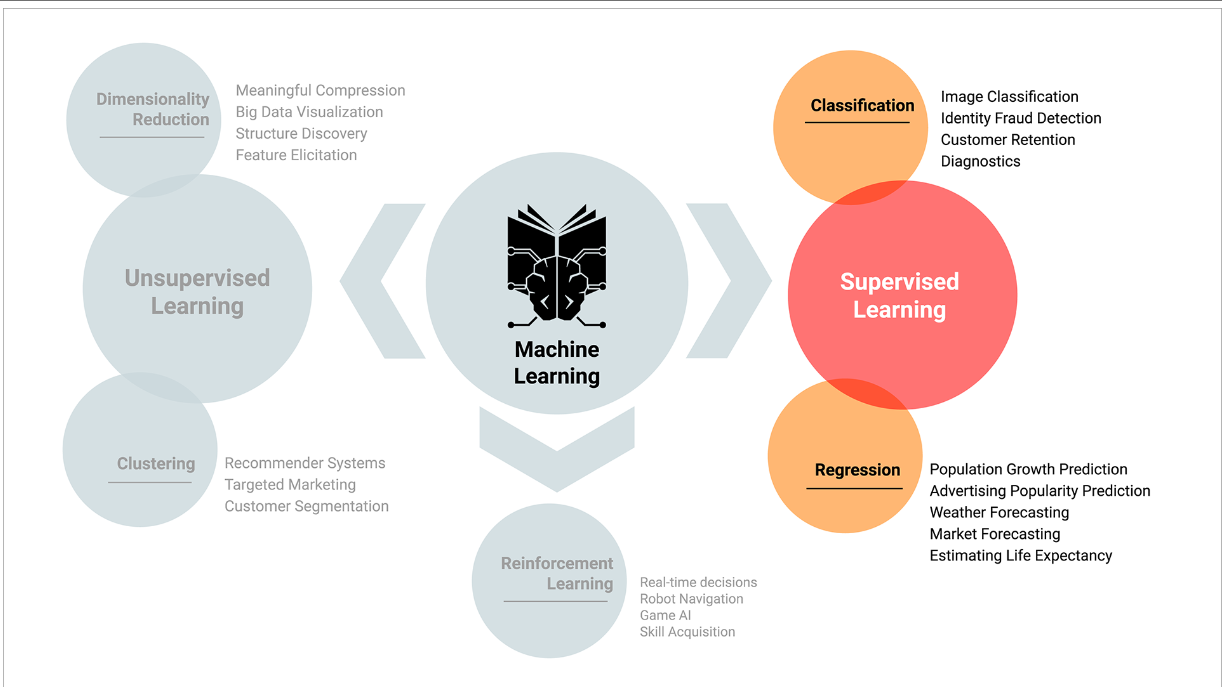 Dimensionality
Reduction
Meaningful Compression
Big Data Visualization
Structure Discovery
Feature Elicitation
Unsupervised
Learning
Clustering
Recommender Systems
Targeted Marketing
Customer Segmentation
Machine
Learning
Reinforcement
Learning
Real-time decisions
Robot Navigation
Game AI
Skill Acquisition
Classification
Image Classification
Identity Fraud Detection
Customer Retention
Diagnostics
Supervised
Learning
Regression
Population Growth Prediction
Advertising Popularity Prediction
Weather Forecasting
Market Forecasting
Estimating Life Expectancy